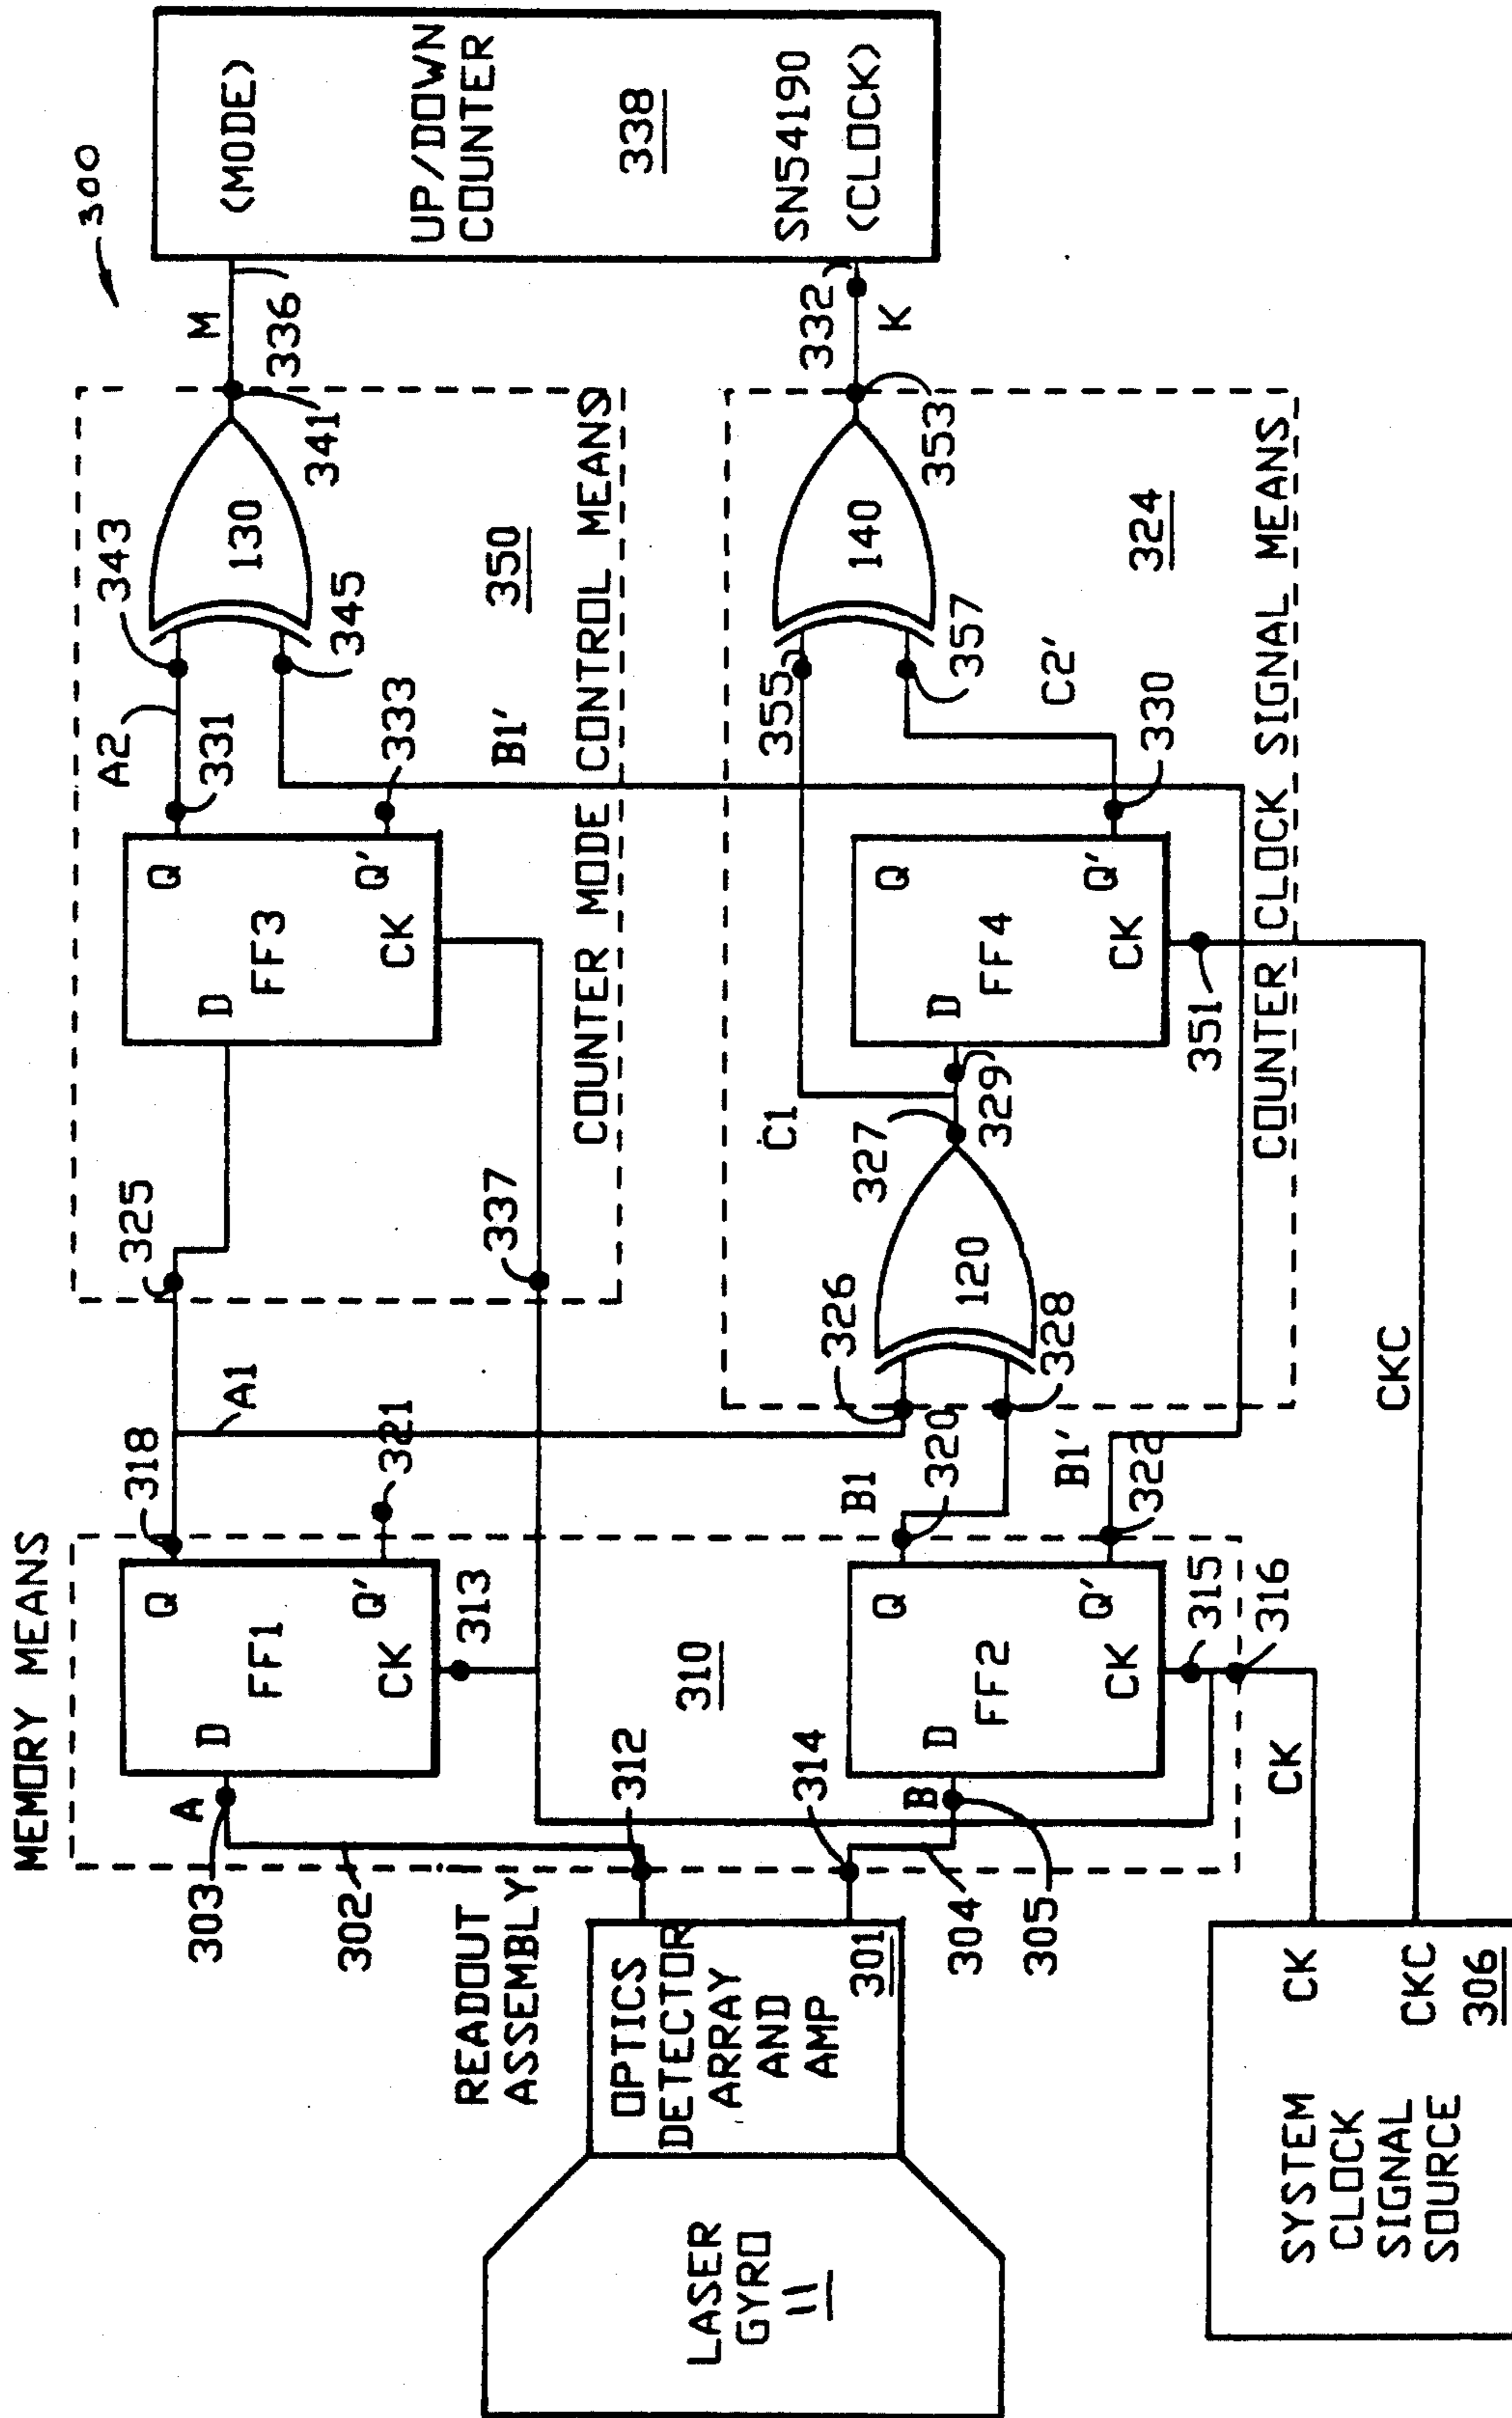 300
MEMORY MEANS
A
303
302
D
FF1
Q
Q'
CK
313
318
321
A1
325
337
D
FF3
Q
Q'
CK
A2
331
333
B1'
343
345
130
341
350
COUNTER MODE CONTROL MEANS
M
336
(MODE)
UP/DOWN
COUNTER
338
SN54190
(CLOCK)
332
K
READOUT
ASSEMBLY
LASER
GYRO
11
OPTICS
DETECTOR
ARRAY
AND
AMP
301
312
314
310
304
305
B
D
FF2
Q
Q'
CK
315
316
B1
320
B1'
322
326
328
120
327
329
C1
D
FF4
Q
Q'
CK
351
330
C2'
355
357
140
353
324
COUNTER CLOCK SIGNAL MEANS
SYSTEM
CLOCK
SIGNAL
SOURCE
CK
CKC
306
CK
CKC